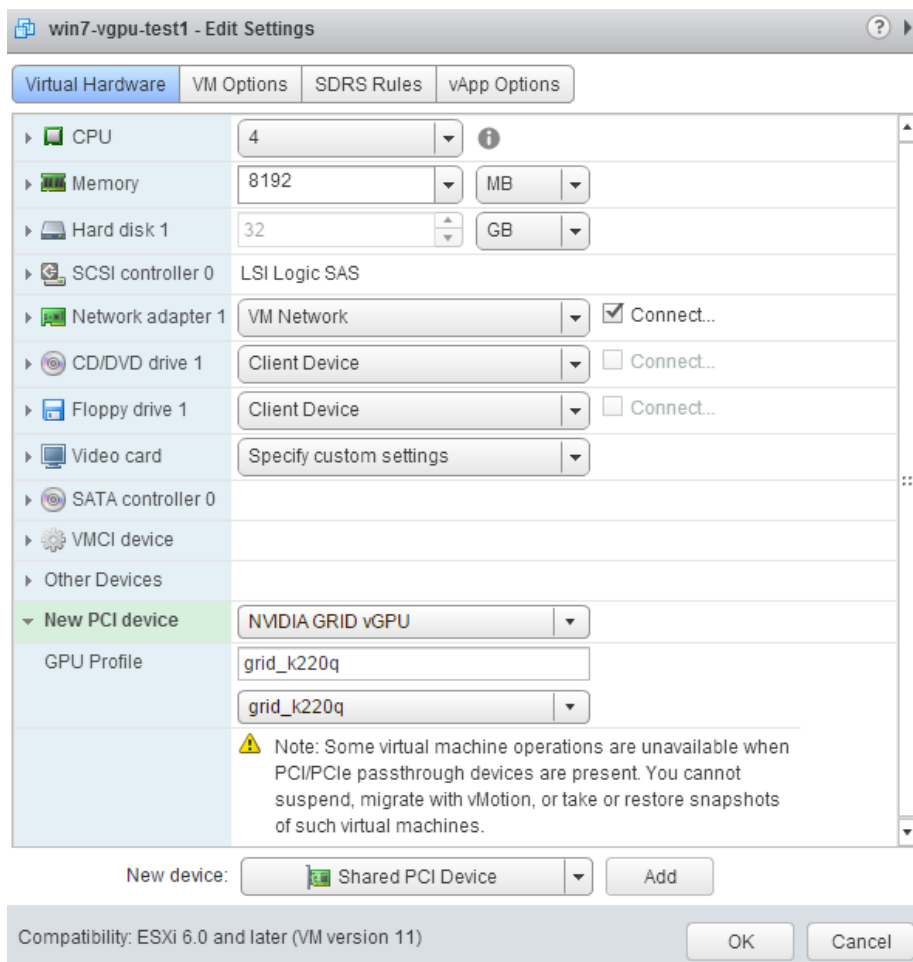 win7-vgpu-test1 - Edit Settings
?
Virtual Hardware VM Options SDRS Rules vApp Options
CPU 4
Memory 8192 MB
Hard disk 1 32 GB
SCSI controller 0 LSI Logic SAS
Network adapter 1 VM Network Connect...
CD/DVD drive 1 Client Device Connect...
Floppy drive 1 Client Device Connect...
Video card Specify custom settings
SATA controller 0
VMCI device
Other Devices
New PCI device NVIDIA GRID vGPU
GPU Profile grid_k220q
grid_k220q
Note: Some virtual machine operations are unavailable when
PCI/PCIe passthrough devices are present. You cannot
suspend, migrate with vMotion, or take or restore snapshots
of such virtual machines.
New device: Shared PCI Device Add
Compatibility: ESXi 6.0 and later (VM version 11) OK Cancel